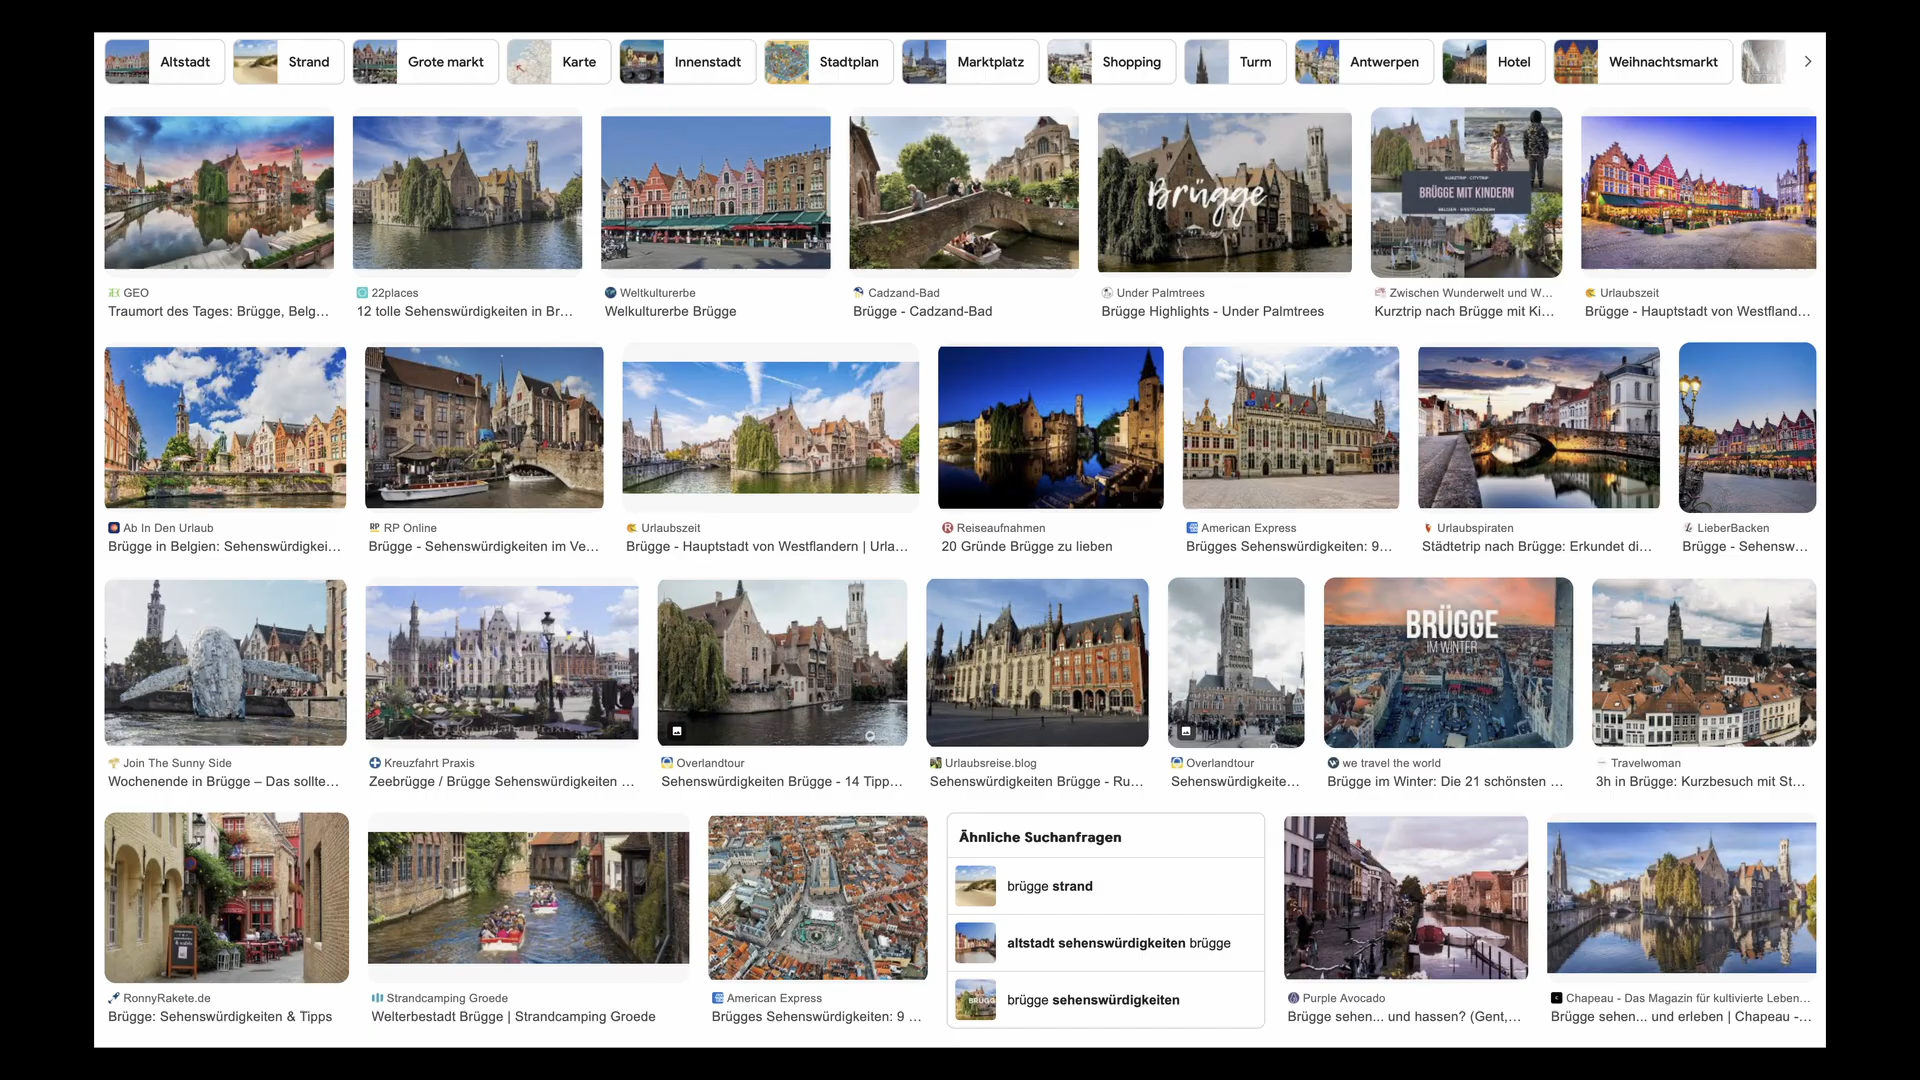 Altstadt
Strand
Grote markt
Karte
Innenstadt
Stadtplan
Marktplatz
Shopping
Turm
Antwerpen
Hotel
Weihnachtsmarkt
Brügge
KURZTRIP · CITYTRIP
BRÜGGE MIT KINDERN
BELGIEN · WESTFLANDERN
GEO
Traumort des Tages: Brügge, Belg...
22places
12 tolle Sehenswürdigkeiten in Br...
Weltkulturerbe
Welkulturerbe Brügge
Cadzand-Bad
Brügge - Cadzand-Bad
Under Palmtrees
Brügge Highlights - Under Palmtrees
Zwischen Wunderwelt und W...
Kurztrip nach Brügge mit Ki...
Urlaubszeit
Brügge - Hauptstadt von Westfland...
Ab In Den Urlaub
Brügge in Belgien: Sehenswürdigkei...
RP
RP Online
Brügge - Sehenswürdigkeiten im Ve...
Urlaubszeit
Brügge - Hauptstadt von Westflandern | Urla...
R
Reiseaufnahmen
20 Gründe Brügge zu lieben
American Express
Brügges Sehenswürdigkeiten: 9...
Urlaubspiraten
Städtetrip nach Brügge: Erkundet di...
LieberBacken
Brügge - Sehensw...
BRÜGGE
IM WINTER
Join The Sunny Side
Wochenende in Brügge – Das sollte...
Kreuzfahrt Praxis
Kreuzfahrt Praxis
Zeebrügge / Brügge Sehenswürdigkeiten ...
Overlandtour
Sehenswürdigkeiten Brügge - 14 Tipp...
Urlaubsreise.blog
Sehenswürdigkeiten Brügge - Ru...
Overlandtour
Sehenswürdigkeite...
we travel the world
Brügge im Winter: Die 21 schönsten ...
Travelwoman
3h in Brügge: Kurzbesuch mit St...
RonnyRakete.de
Brügge: Sehenswürdigkeiten & Tipps
Strandcamping Groede
Welterbestadt Brügge | Strandcamping Groede
American Express
Brügges Sehenswürdigkeiten: 9 ...
Ähnliche Suchanfragen
brügge strand
altstadt sehenswürdigkeiten brügge
brügge sehenswürdigkeiten
Purple Avocado
Brügge sehen... und hassen? (Gent,...
Chapeau - Das Magazin für kultivierte Leben...
Brügge sehen... und erleben | Chapeau -...